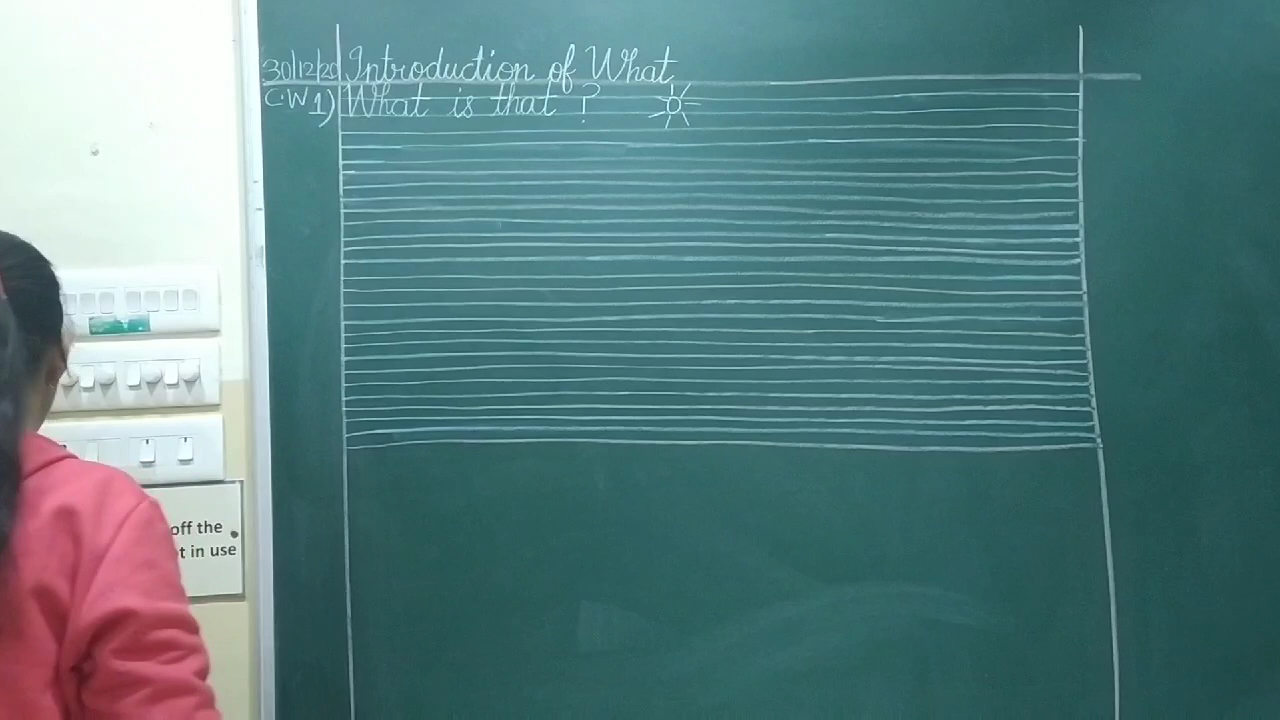 30/12/20 Introduction of What
C.W 1) What is that ?
off the
t in use